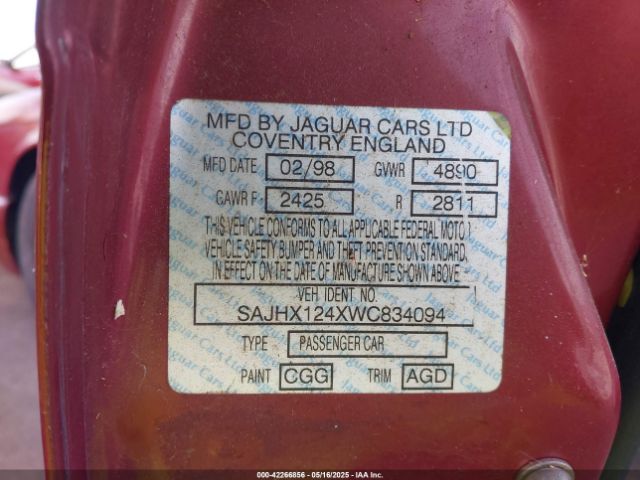 MFD BY JAGUAR CARS LTD
COVENTRY ENGLAND
MFD DATE 02/98 GVWR 4890
GAWR F 2425 R 2811
THIS VEHICLE CONFORMS TO ALL APPLICABLE FEDERAL MOTO
VEHICLE SAFETY BUMPER AND THEFT PREVENTION STANDARD,
IN EFFECT ON THE DATE OF MANUFACTURE SHOWN ABOVE
VEH IDENT NO.
SAJHX124XWC834094
TYPE PASSENGER CAR
PAINT CGG TRIM AGD
000-42266856 - 05/16/2025 - IAA Inc.